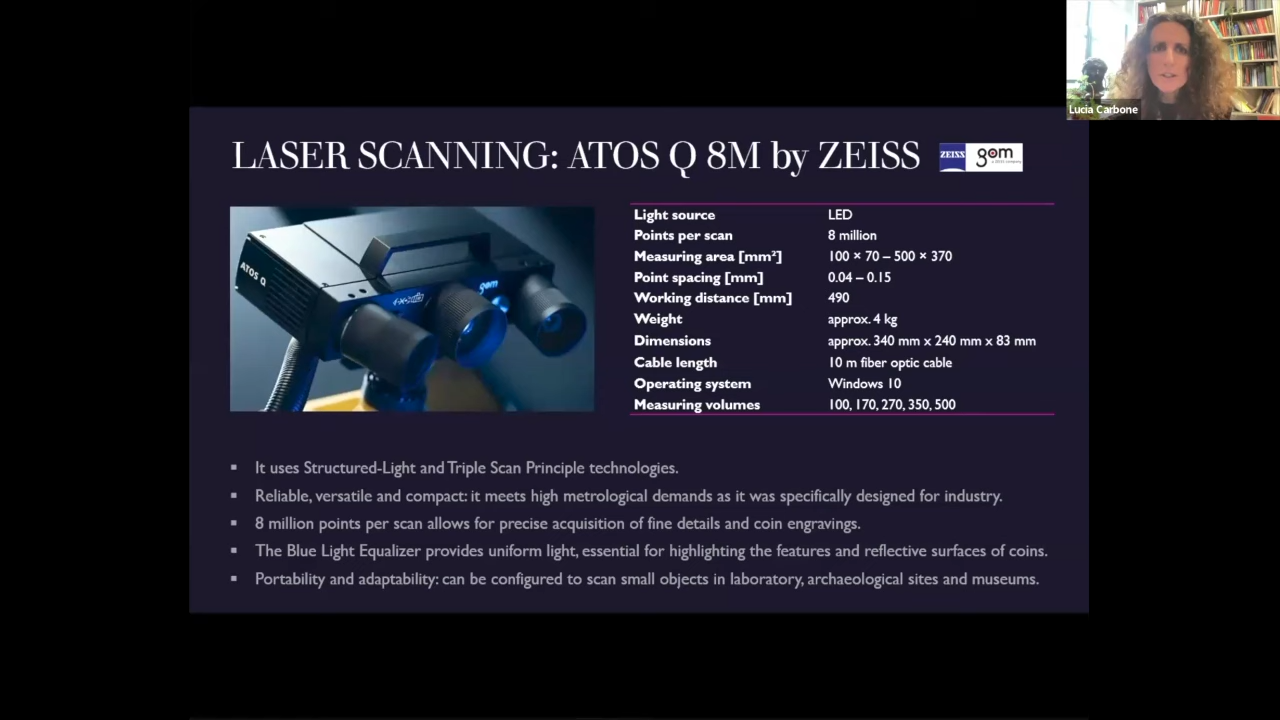 Lucia Carbone
LASER SCANNING: ATOS Q 8M by ZEISS
ZEISS
gom
a ZEISS company
ATOS Q
gom
Light source LED
Points per scan 8 million
Measuring area [mm²] 100 × 70 – 500 × 370
Point spacing [mm] 0.04 – 0.15
Working distance [mm] 490
Weight approx. 4 kg
Dimensions approx. 340 mm x 240 mm x 83 mm
Cable length 10 m fiber optic cable
Operating system Windows 10
Measuring volumes 100, 170, 270, 350, 500
▪ It uses Structured-Light and Triple Scan Principle technologies.
▪ Reliable, versatile and compact: it meets high metrological demands as it was specifically designed for industry.
▪ 8 million points per scan allows for precise acquisition of fine details and coin engravings.
▪ The Blue Light Equalizer provides uniform light, essential for highlighting the features and reflective surfaces of coins.
▪ Portability and adaptability: can be configured to scan small objects in laboratory, archaeological sites and museums.